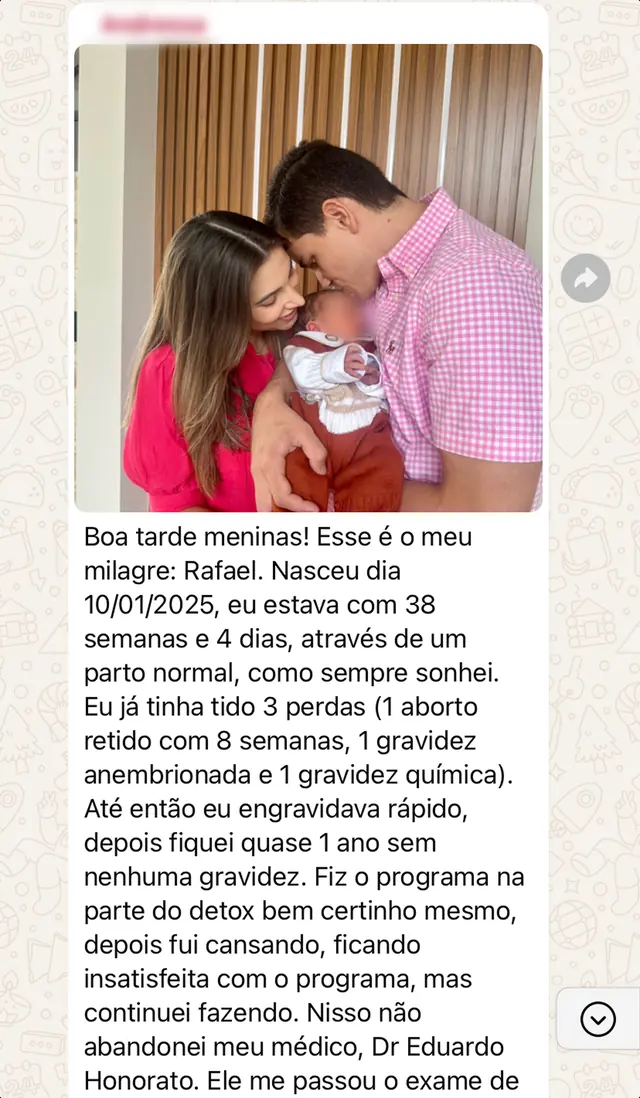 Boa tarde meninas! Esse é o meu
milagre: Rafael. Nasceu dia
10/01/2025, eu estava com 38
semanas e 4 dias, através de um
parto normal, como sempre sonhei.
Eu já tinha tido 3 perdas (1 aborto
retido com 8 semanas, 1 gravidez
anembrionada e 1 gravidez química).
Até então eu engravidava rápido,
depois fiquei quase 1 ano sem
nenhuma gravidez. Fiz o programa na
parte do detox bem certinho mesmo,
depois fui cansando, ficando
insatisfeita com o programa, mas
continuei fazendo. Nisso não
abandonei meu médico, Dr Eduardo
Honorato. Ele me passou o exame de